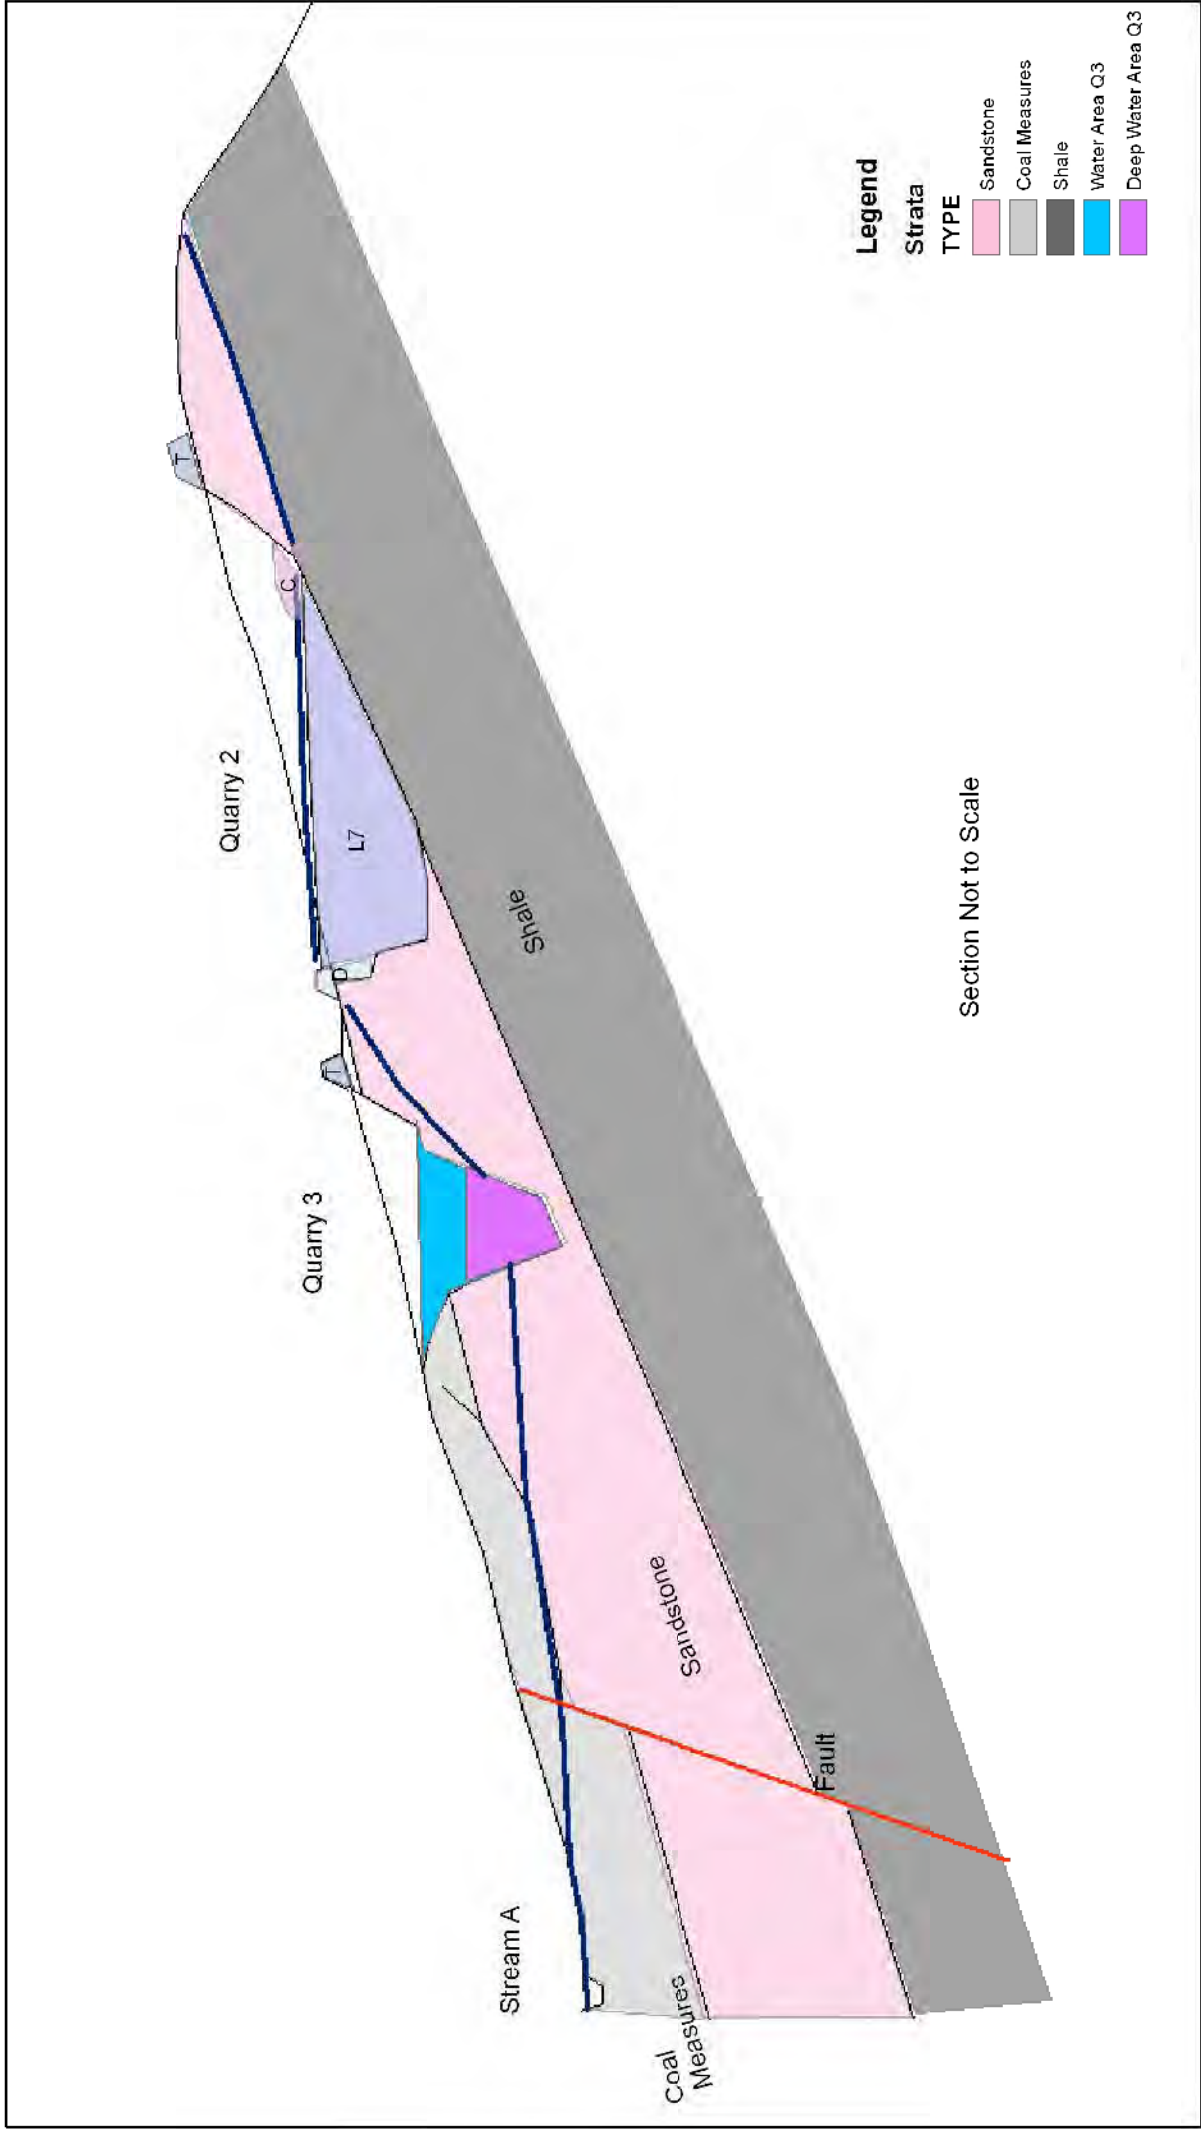 Quarry 2
Quarry 3
Stream A
T
C
L7
D
T
Shale
Sandstone
Fault
Coal
Measures
Section Not to Scale
Legend
Strata
TYPE
Sandstone
Coal Measures
Shale
Water Area Q3
Deep Water Area Q3